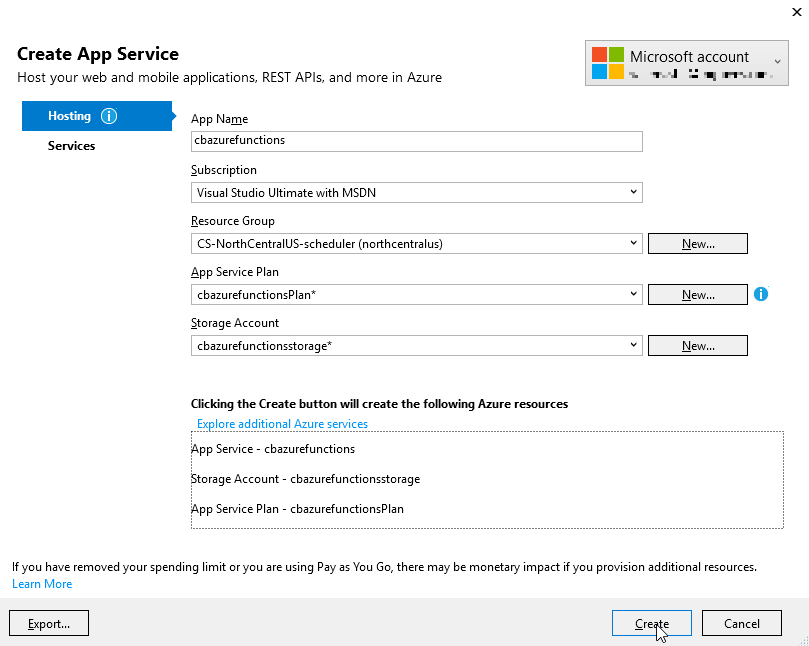 Create App Service
Host your web and mobile applications, REST APIs, and more in Azure
Microsoft account
Hosting
Services
App Name
cbazurefunctions
Subscription
Visual Studio Ultimate with MSDN
Resource Group
CS-NorthCentralUS-scheduler (northcentralus)
New...
App Service Plan
cbazurefunctionsPlan*
New...
Storage Account
cbazurefunctionsstorage*
New...
Clicking the Create button will create the following Azure resources
Explore additional Azure services
App Service - cbazurefunctions
Storage Account - cbazurefunctionsstorage
App Service Plan - cbazurefunctionsPlan
If you have removed your spending limit or you are using Pay as You Go, there may be monetary impact if you provision additional resources.
Learn More
Export...
Create
Cancel